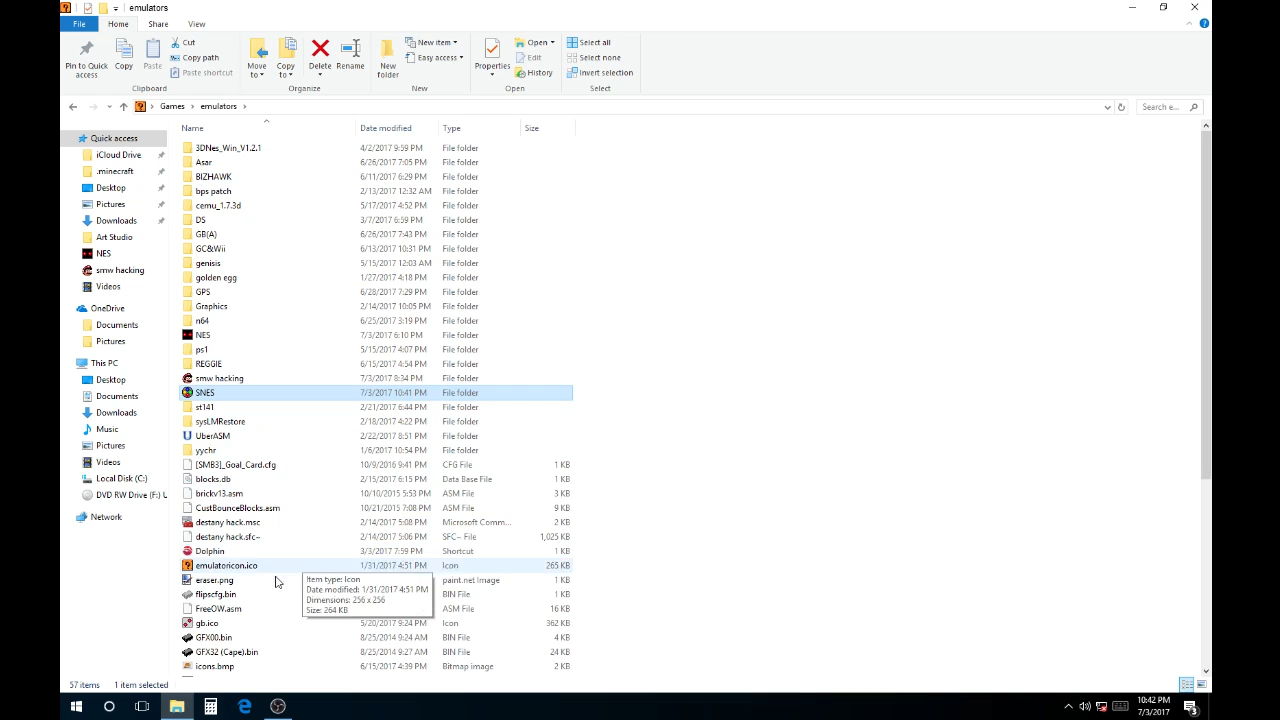 emulators
File Home Share View
Pin to Quick access Copy Paste Cut Copy path Paste shortcut Move to Copy to Delete Rename New folder New item Easy access Properties Open Edit History Select all Select none Invert selection
Clipboard Organize New Open Select
Games emulators Search e...
Name Date modified Type Size
Quick access
iCloud Drive
.minecraft
Desktop
Pictures
Downloads
Art Studio
NES
smw hacking
Videos
OneDrive
Documents
Pictures
This PC
Desktop
Documents
Downloads
Music
Pictures
Videos
Local Disk (C:)
DVD RW Drive (F:) U
Network
3DNes_Win_V1.2.1 4/2/2017 9:59 PM File folder
Asar 6/26/2017 7:05 PM File folder
BIZHAWK 6/11/2017 6:29 PM File folder
bps patch 2/13/2017 12:32 AM File folder
cemu_1.7.3d 5/17/2017 4:52 PM File folder
DS 3/7/2017 6:59 PM File folder
GB(A) 6/26/2017 7:43 PM File folder
GC&Wii 6/13/2017 10:31 PM File folder
genisis 5/15/2017 12:03 AM File folder
golden egg 1/27/2017 4:18 PM File folder
GPS 6/28/2017 7:29 PM File folder
Graphics 2/14/2017 10:05 PM File folder
n64 6/25/2017 3:19 PM File folder
NES 7/3/2017 6:10 PM File folder
ps1 5/15/2017 4:07 PM File folder
REGGIE 6/15/2017 4:54 PM File folder
smw hacking 7/3/2017 8:34 PM File folder
SNES 7/3/2017 10:41 PM File folder
st141 2/21/2017 6:44 PM File folder
sysLMRestore 2/18/2017 4:22 PM File folder
UberASM 2/22/2017 8:51 PM File folder
yychr 1/6/2017 10:54 PM File folder
[SMB3]_Goal_Card.cfg 10/9/2016 9:41 PM CFG File 1 KB
blocks.db 2/15/2017 6:15 PM Data Base File 1 KB
brickv13.asm 10/10/2015 5:53 PM ASM File 3 KB
CustBounceBlocks.asm 10/21/2015 7:08 PM ASM File 9 KB
destany hack.msc 2/14/2017 5:08 PM Microsoft Comm... 2 KB
destany hack.sfc~ 2/14/2017 5:06 PM SFC~ File 1,025 KB
Dolphin 3/3/2017 7:59 PM Shortcut 1 KB
emulatoricon.ico 1/31/2017 4:51 PM Icon 265 KB
eraser.png paint.net Image 1 KB
flipscfg.bin BIN File 1 KB
FreeOW.asm ASM File 16 KB
gb.ico 5/20/2017 9:24 PM Icon 362 KB
GFX00.bin 8/25/2014 9:24 AM BIN File 4 KB
GFX32 (Cape).bin 8/25/2014 9:27 AM BIN File 24 KB
icons.bmp 6/15/2017 4:39 PM Bitmap image 2 KB
Item type: Icon
Date modified: 1/31/2017 4:51 PM
Dimensions: 256 x 256
Size: 264 KB
57 items 1 item selected
10:42 PM
7/3/2017
3